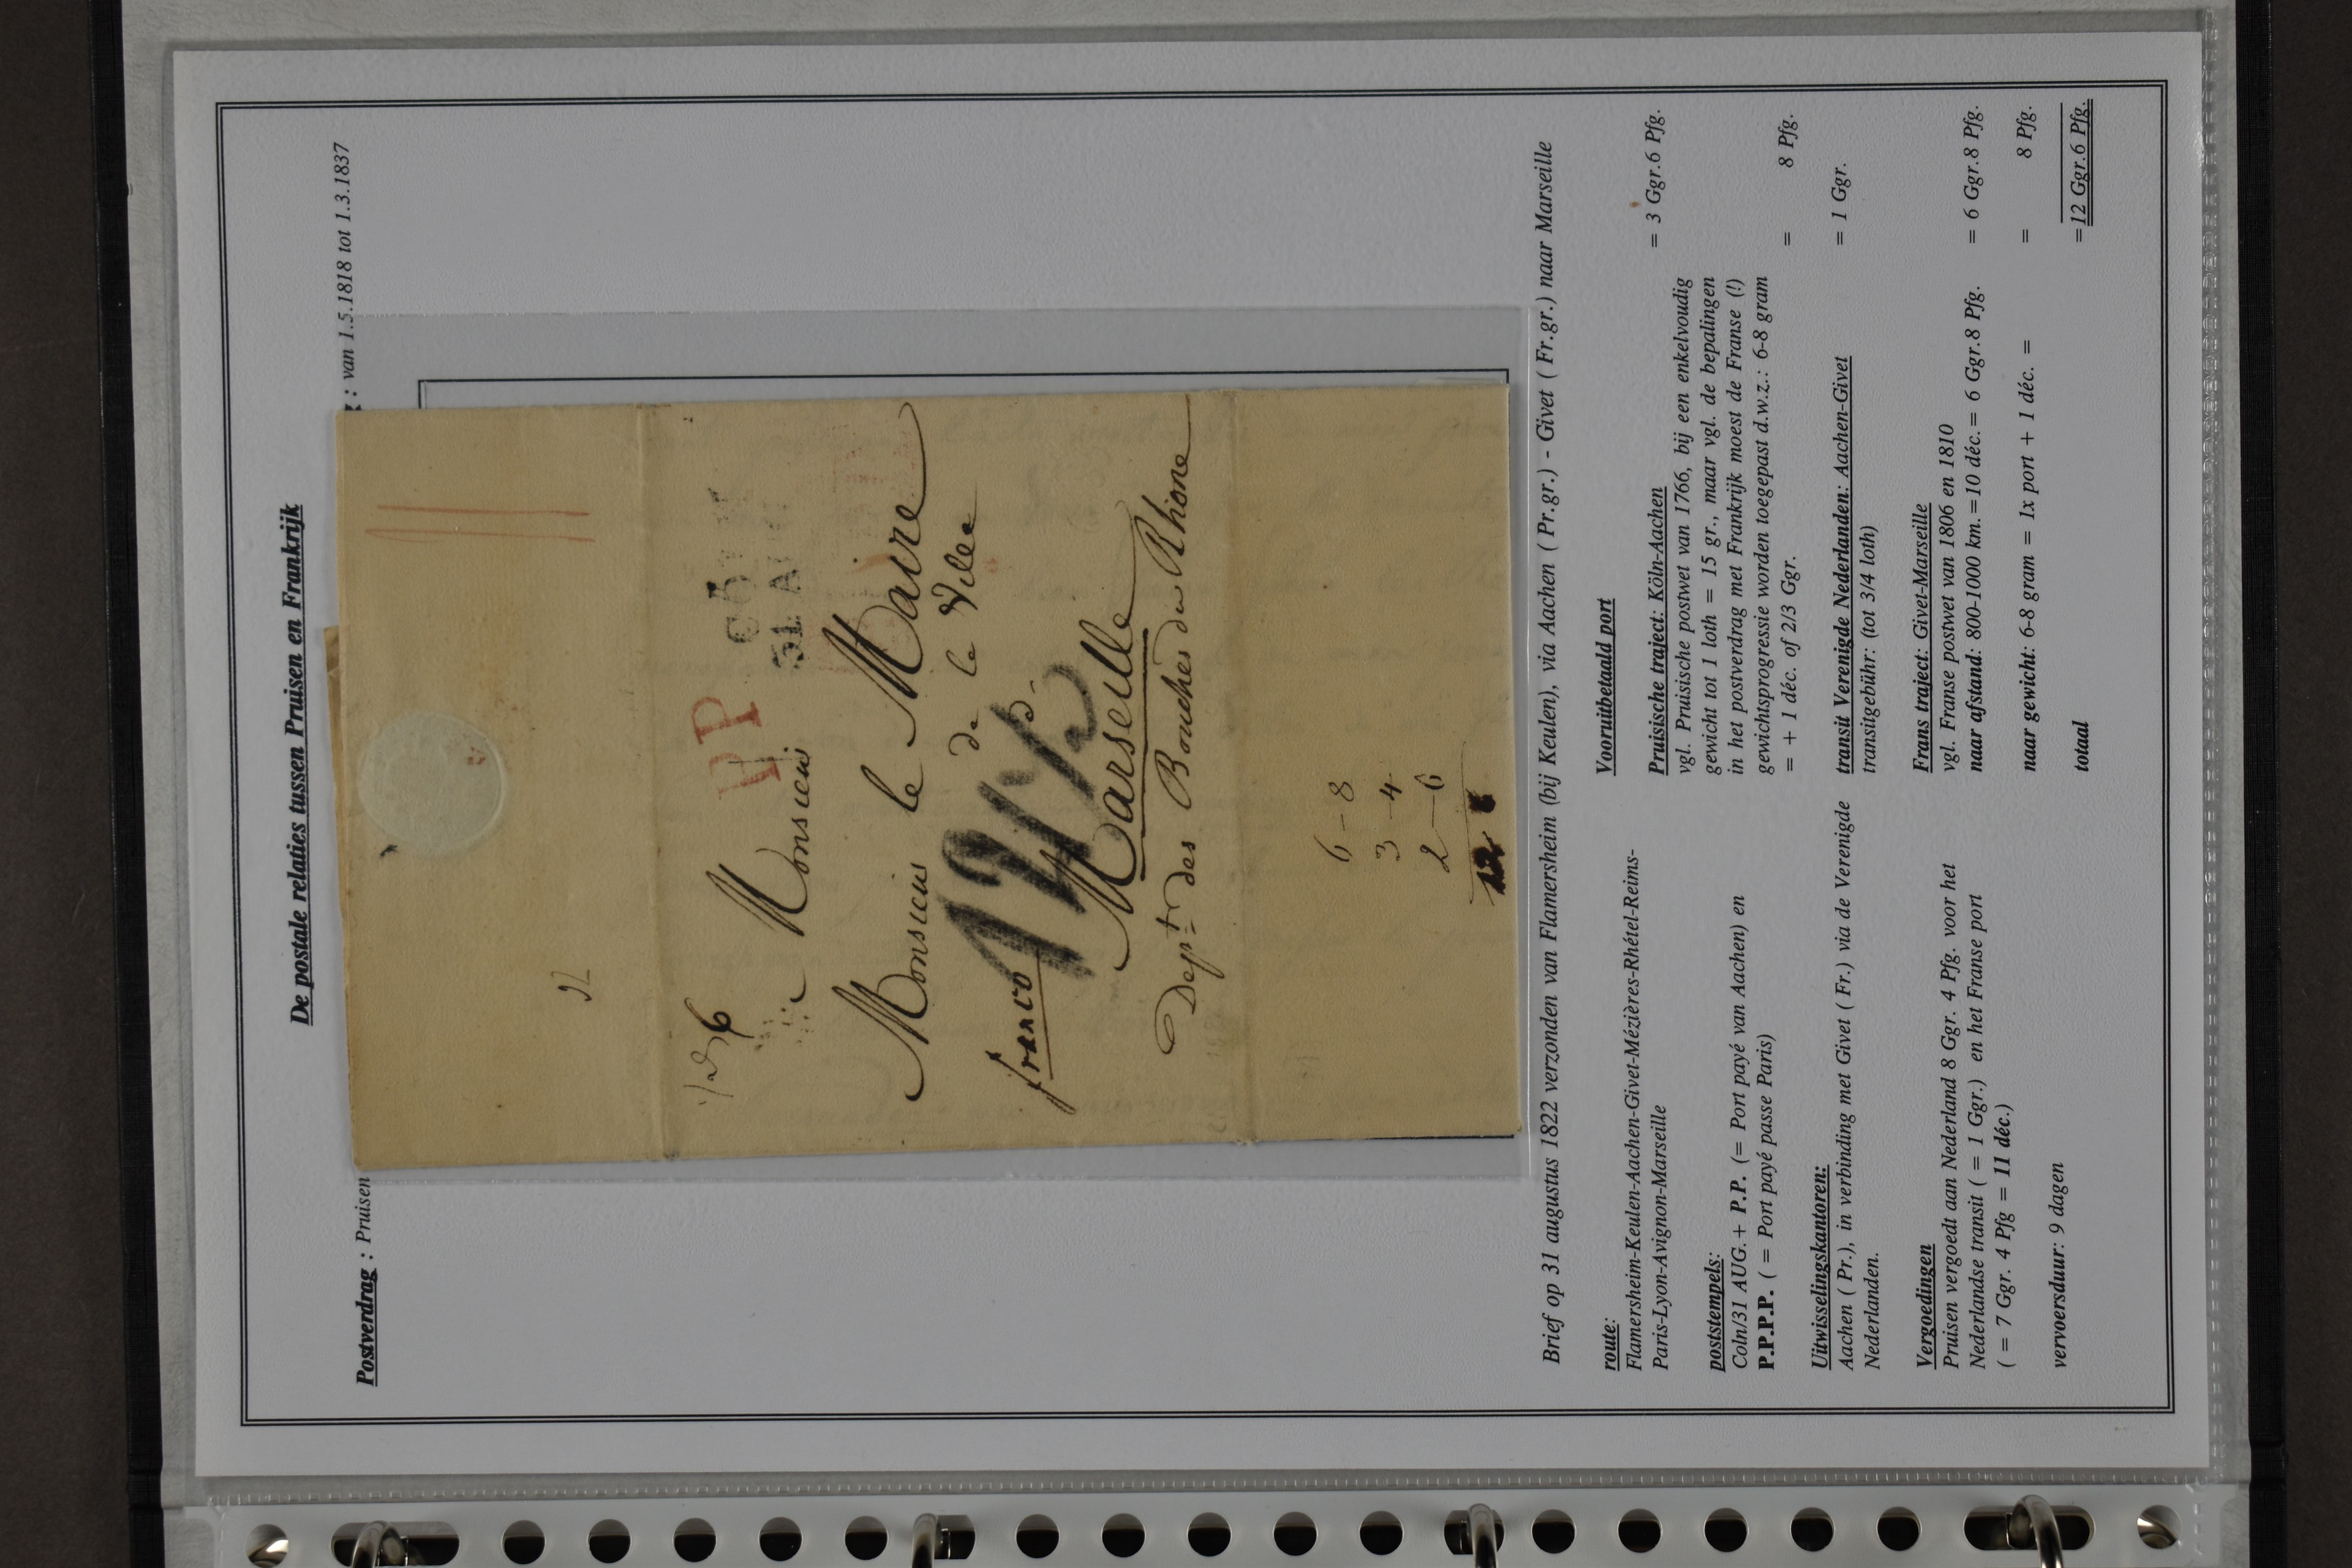 De postale relaties tussen Pruisen en Frankrijk
Postverdrag : Pruisen
: van 1.5.1818 tot 1.3.1837
PP
31 A
6
Monsieur
Monsieur le Maire
de le Ville
franco
12½
Marseille
Dept des Bouches du Rhone
6 - 8
3 - 4
2 - 6
12 6
Brief op 31 augustus 1822 verzonden van Flamersheim (bij Keulen), via Aachen ( Pr.gr.) - Givet ( Fr.gr.) naar Marseille
route:
Flamersheim-Keulen-Aachen-Givet-Mézières-Rhétel-Reims-
Paris-Lyon-Avignon-Marseille
poststempels:
Coln/31 AUG.+ P.P. (= Port payé van Aachen) en
P.P.P.P. ( = Port payé passe Paris)
Uitwisselingskantoren:
Aachen ( Pr.), in verbinding met Givet ( Fr.) via de Verenigde
Nederlanden.
Vergoedingen
Pruisen vergoedt aan Nederland 8 Ggr. 4 Pfg. voor het
Nederlandse transit ( = 1 Ggr.) en het Franse port
( = 7 Ggr. 4 Pfg = 11 déc.)
vervoersduur: 9 dagen
Vooruitbetaald port
Pruisische traject: Köln-Aachen = 3 Ggr.6 Pfg.
vgl. Pruisische postwet van 1766, bij een enkelvoudig
gewicht tot 1 loth = 15 gr., maar vgl. de bepalingen
in het postverdrag met Frankrijk moest de Franse (!)
gewichtsprogressie worden toegepast d.w.z.: 6-8 gram
= + 1 déc. of 2/3 Ggr. = 8 Pfg.
transit Verenigde Nederlanden: Aachen-Givet = 1 Ggr.
transitgebühr: (tot 3/4 loth)
Frans traject: Givet-Marseille
vgl. Franse postwet van 1806 en 1810
naar afstand: 800-1000 km.=10 déc.= 6 Ggr.8 Pfg. = 6 Ggr.8 Pfg.
naar gewicht: 6-8 gram = 1x port + 1 déc. = = 8 Pfg.
totaal =12 Ggr.6 Pfg.